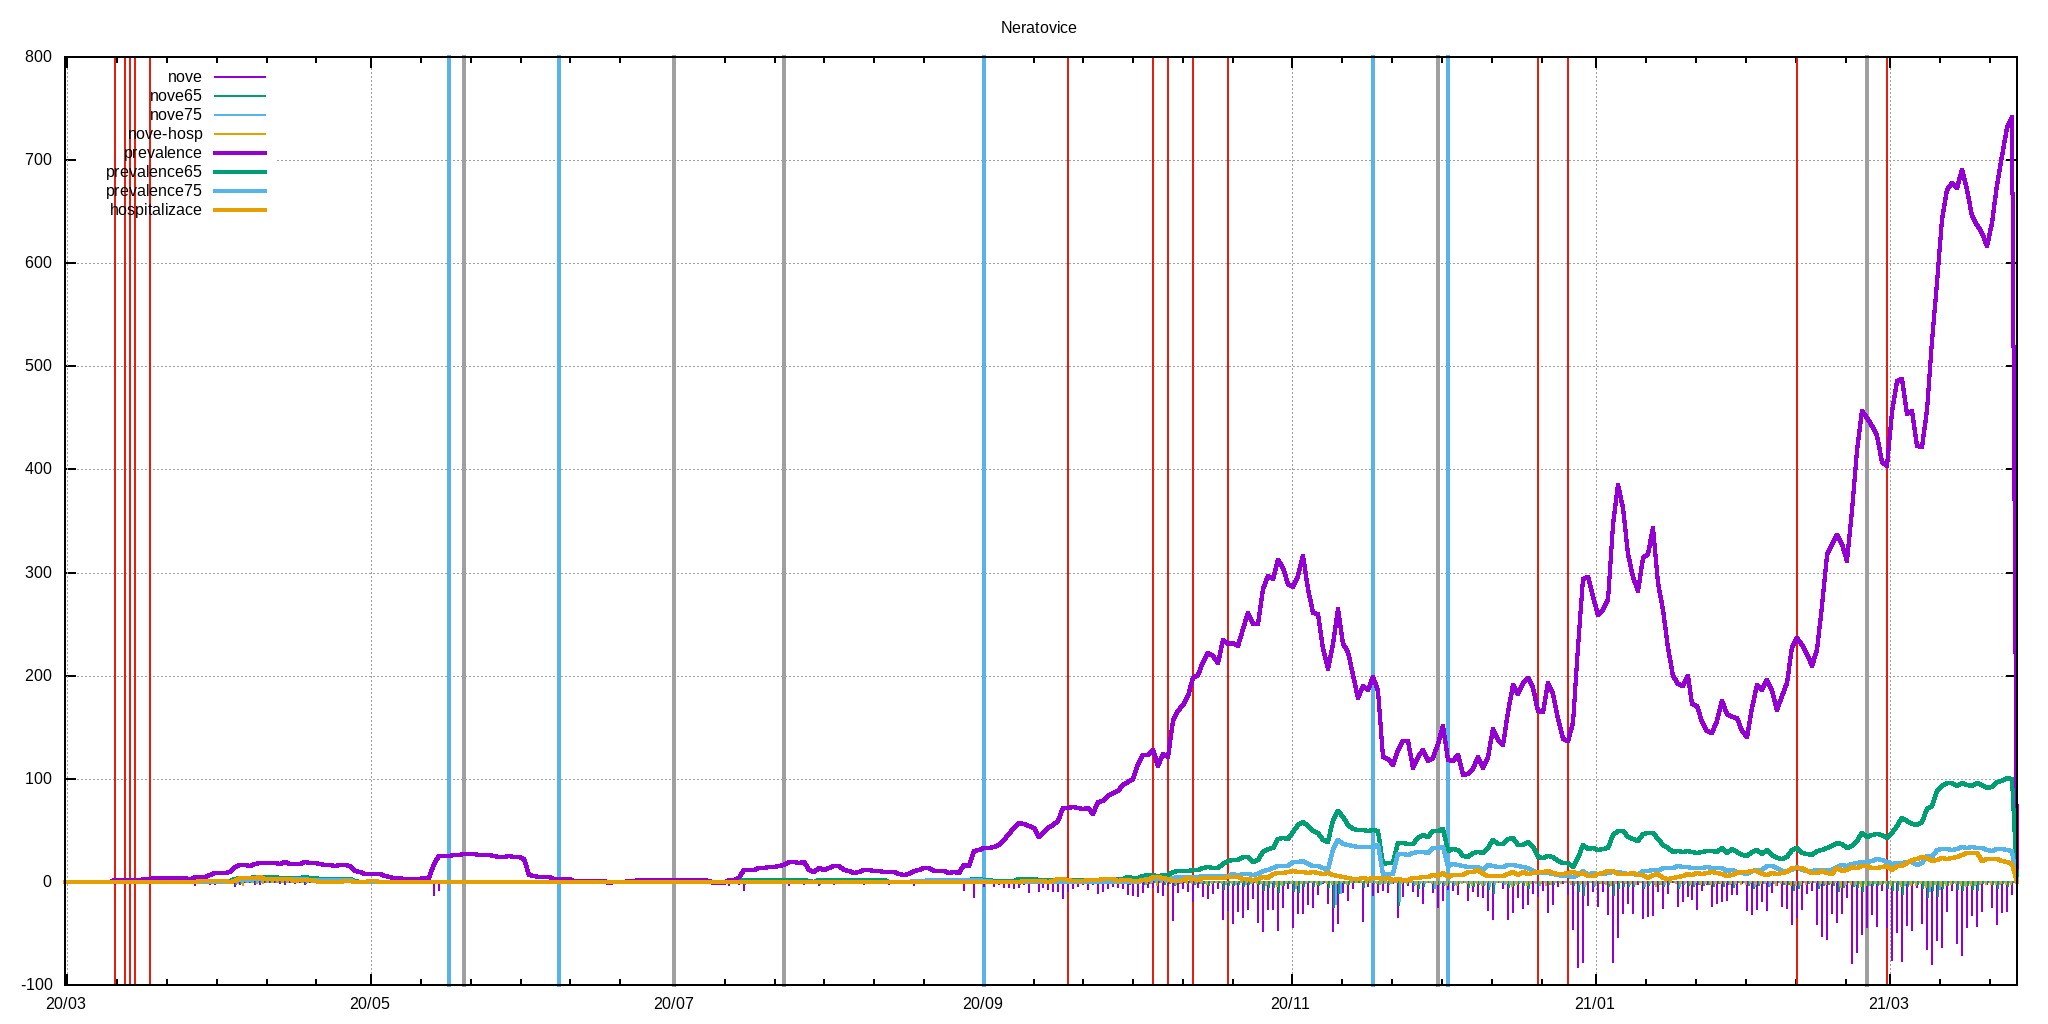 Neratovice
800
700
600
500
400
300
200
100
0
-100
nove
nove65
nove75
nove-hosp
prevalence
prevalence65
prevalence75
hospitalizace
20/03 20/05 20/07 20/09 20/11 21/01 21/03